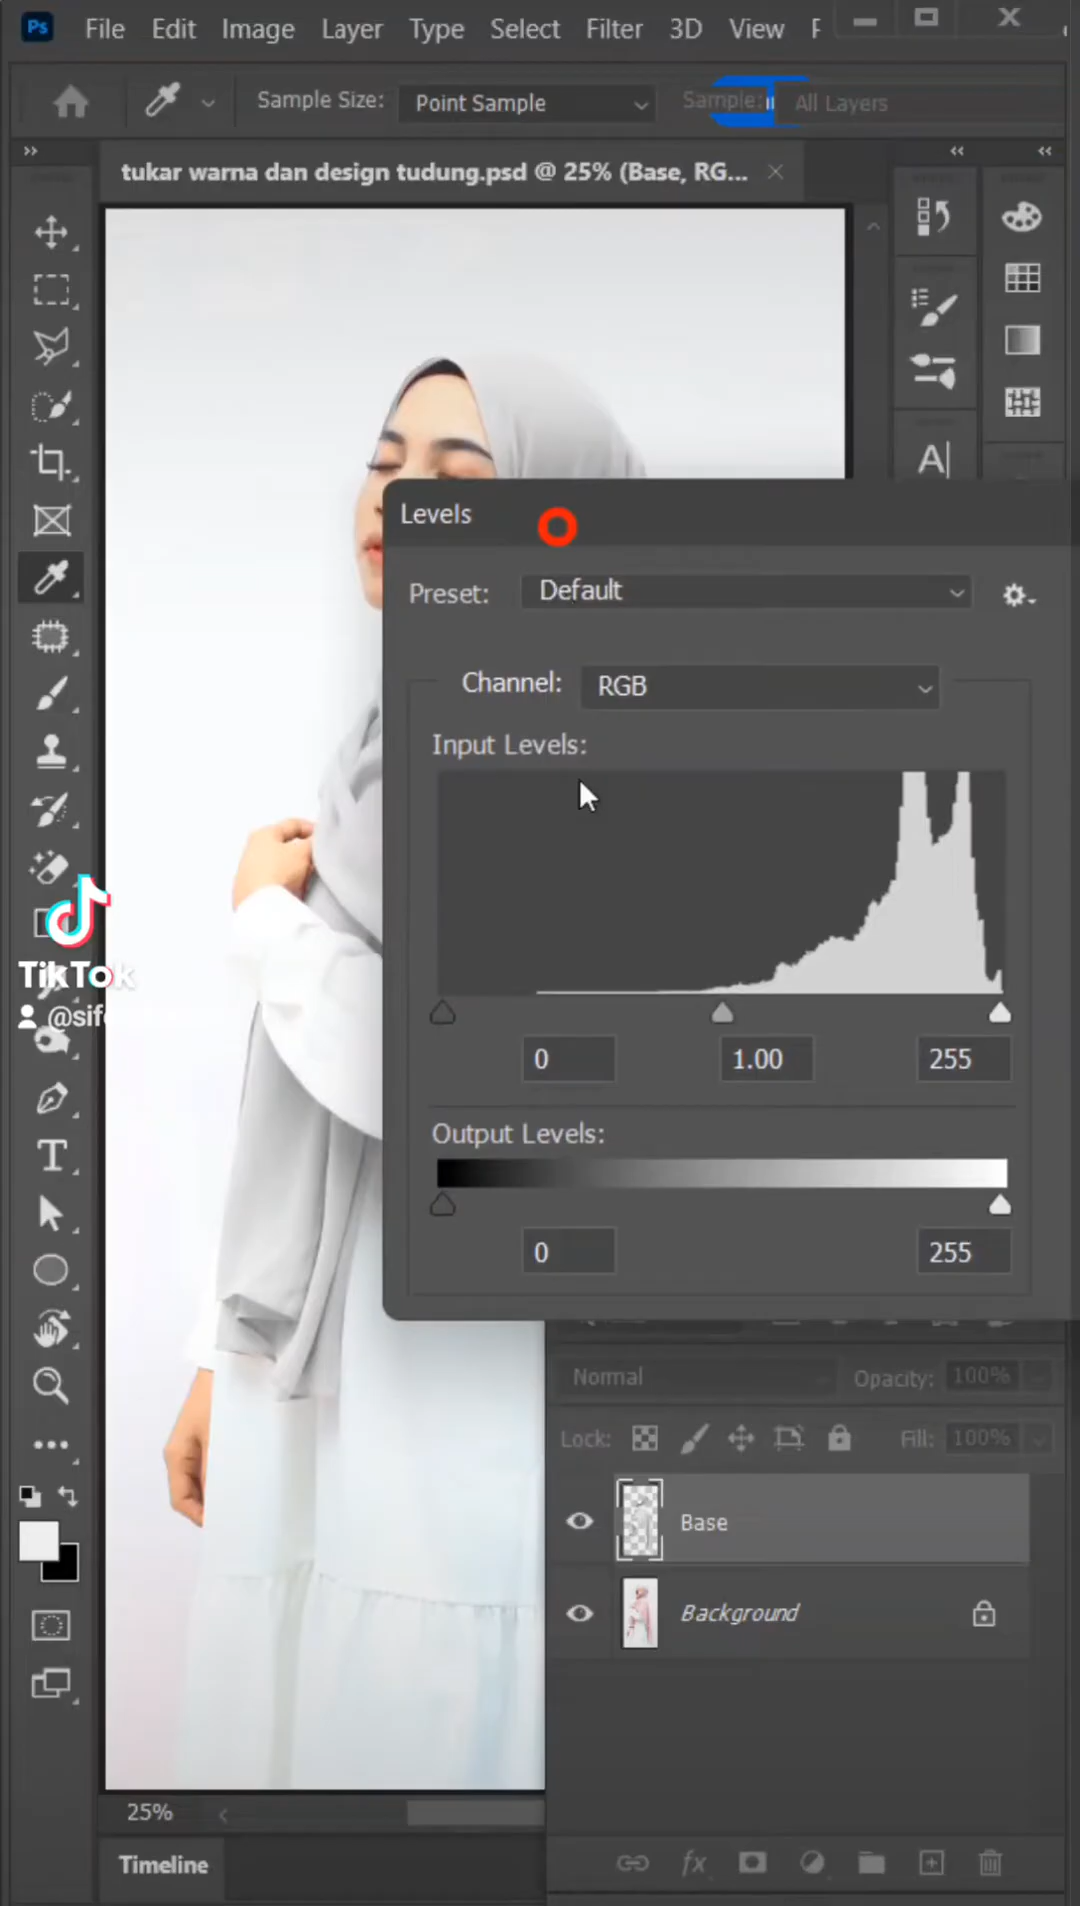 Ps File Edit Image Layer Type Select Filter 3D View
Sample Size: Point Sample Sample: All Layers
tukar warna dan design tudung.psd @ 25% (Base, RG...
A
Levels
Preset: Default
Channel: RGB
Input Levels:
0 1.00 255
Output Levels:
0 255
TikTok
T
Normal Opacity: 100%
Lock: Fill: 100%
Base
Background
25%
Timeline
fx